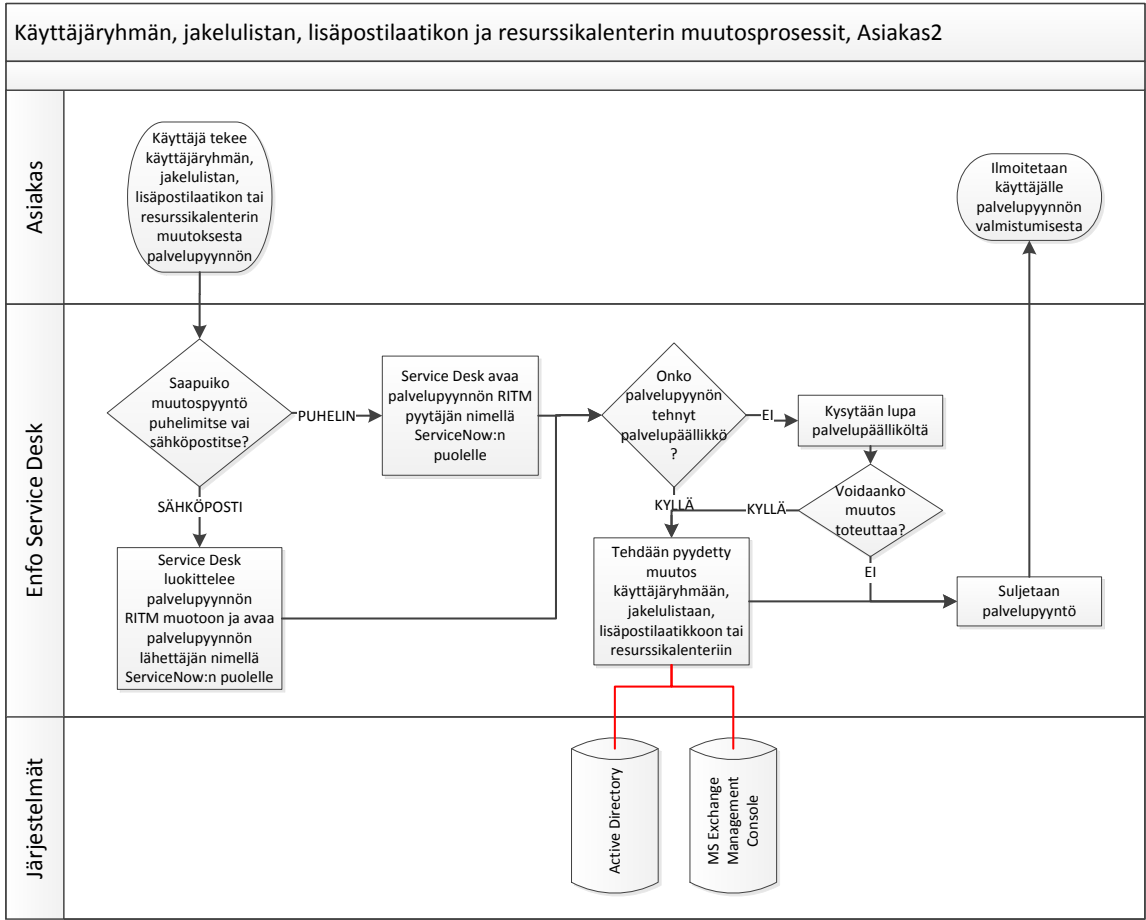 Käyttäjäryhmän, jakelulistan, lisäpostilaatikon ja resurssikalenterin muutosprosessit, Asiakas2
Asiakas
Käyttäjä tekee
käyttäjäryhmän,
jakelulistan,
lisäpostilaatikon tai
resurssikalenterin
muutoksesta
palvelupyynnön
Ilmoitetaan
käyttäjälle
palvelupyynnön
valmistumisesta
Enfo Service Desk
Saapuiko
muutospyyntö
puhelimitse vai
sähköpostitse?
PUHELIN
Service Desk avaa
palvelupyynnön RITM
pyytäjän nimellä
ServiceNow:n
puolelle
Onko
palvelupyynön
tehnyt
palvelupäällikkö
?
EI
Kysytään lupa
palvelupäälliköltä
SÄHKÖPOSTI
KYLLÄ
KYLLÄ
Voidaanko
muutos
toteuttaa?
EI
Service Desk
luokittelee
palvelupyynnön
RITM muotoon ja avaa
palvelupyynnön
lähettäjän nimellä
ServiceNow:n puolelle
Tehdään pyydetty
muutos
käyttäjäryhmään,
jakelulistaan,
lisäpostilaatikkoon tai
resurssikalenteriin
Suljetaan
palvelupyyntö
Järjestelmät
Active Directory
MS Exchange
Management
Console